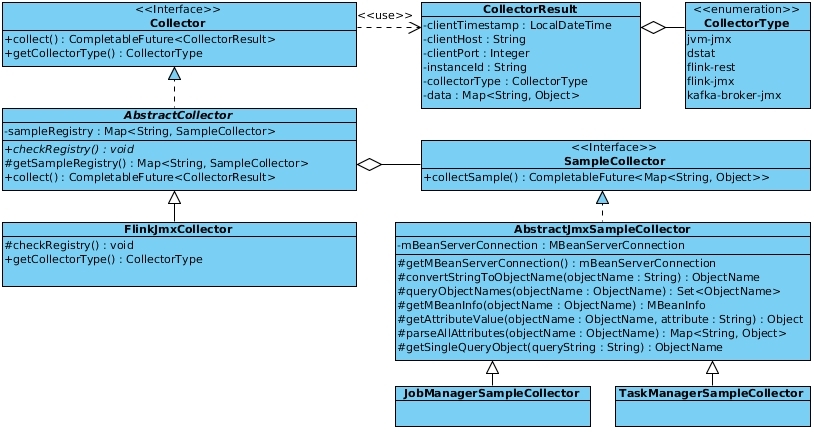 <<Interface>>
Collector
+collect() : CompletableFuture<CollectorResult>
+getCollectorType() : CollectorType
<<use>>
CollectorResult
-clientTimestamp : LocalDateTime
-clientHost : String
-clientPort : Integer
-instanceId : String
-collectorType : CollectorType
-data : Map<String, Object>
<<enumeration>>
CollectorType
jvm-jmx
dstat
flink-rest
flink-jmx
kafka-broker-jmx
AbstractCollector
-sampleRegistry : Map<String, SampleCollector>
+checkRegistry() : void
#getSampleRegistry() : Map<String, SampleCollector>
+collect() : CompletableFuture<CollectorResult>
<<Interface>>
SampleCollector
+collectSample() : CompletableFuture<Map<String, Object>>
FlinkJmxCollector
#checkRegistry() : void
+getCollectorType() : CollectorType
AbstractJmxSampleCollector
-mBeanServerConnection : MBeanServerConnection
#getMBeanServerConnection() : mBeanServerConnection
#convertStringToObjectName(objectName : String) : ObjectName
#queryObjectNames(objectName : ObjectName) : Set<ObjectName>
#getMBeanInfo(objectName : ObjectName) : MBeanInfo
#getAttributeValue(objectName : ObjectName, attribute : String) : Object
#parseAllAttributes(objectName : ObjectName) : Map<String, Object>
#getSingleQueryObject(queryString : String) : ObjectName
JobManagerSampleCollector
TaskManagerSampleCollector